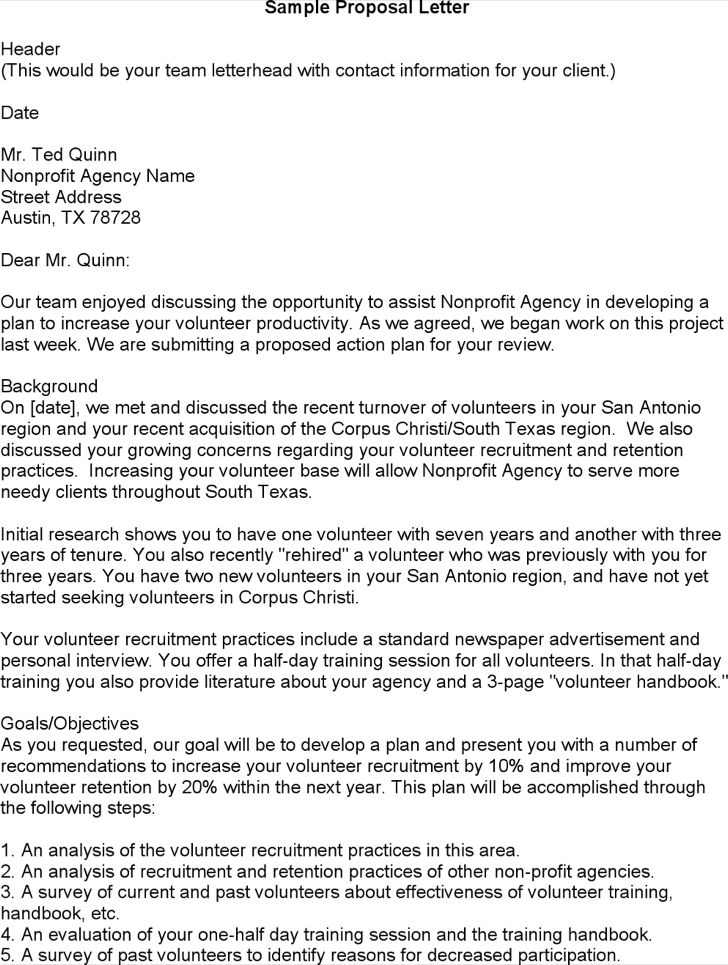 Sample Proposal Letter
Header
(This would be your team letterhead with contact information for your client.)
Date
Mr. Ted Quinn
Nonprofit Agency Name
Street Address
Austin, TX 78728
Dear Mr. Quinn:
Our team enjoyed discussing the opportunity to assist Nonprofit Agency in developing a
plan to increase your volunteer productivity. As we agreed, we began work on this project
last week. We are submitting a proposed action plan for your review.
Background
On [date], we met and discussed the recent turnover of volunteers in your San Antonio
region and your recent acquisition of the Corpus Christi/South Texas region.  We also
discussed your growing concerns regarding your volunteer recruitment and retention
practices.  Increasing your volunteer base will allow Nonprofit Agency to serve more
needy clients throughout South Texas.
Initial research shows you to have one volunteer with seven years and another with three
years of tenure. You also recently "rehired" a volunteer who was previously with you for
three years. You have two new volunteers in your San Antonio region, and have not yet
started seeking volunteers in Corpus Christi.
Your volunteer recruitment practices include a standard newspaper advertisement and
personal interview. You offer a half-day training session for all volunteers. In that half-day
training you also provide literature about your agency and a 3-page "volunteer handbook."
Goals/Objectives
As you requested, our goal will be to develop a plan and present you with a number of
recommendations to increase your volunteer recruitment by 10% and improve your
volunteer retention by 20% within the next year. This plan will be accomplished through
the following steps:
1. An analysis of the volunteer recruitment practices in this area.
2. An analysis of recruitment and retention practices of other non-profit agencies.
3. A survey of current and past volunteers about effectiveness of volunteer training,
handbook, etc.
4. An evaluation of your one-half day training session and the training handbook.
5. A survey of past volunteers to identify reasons for decreased participation.